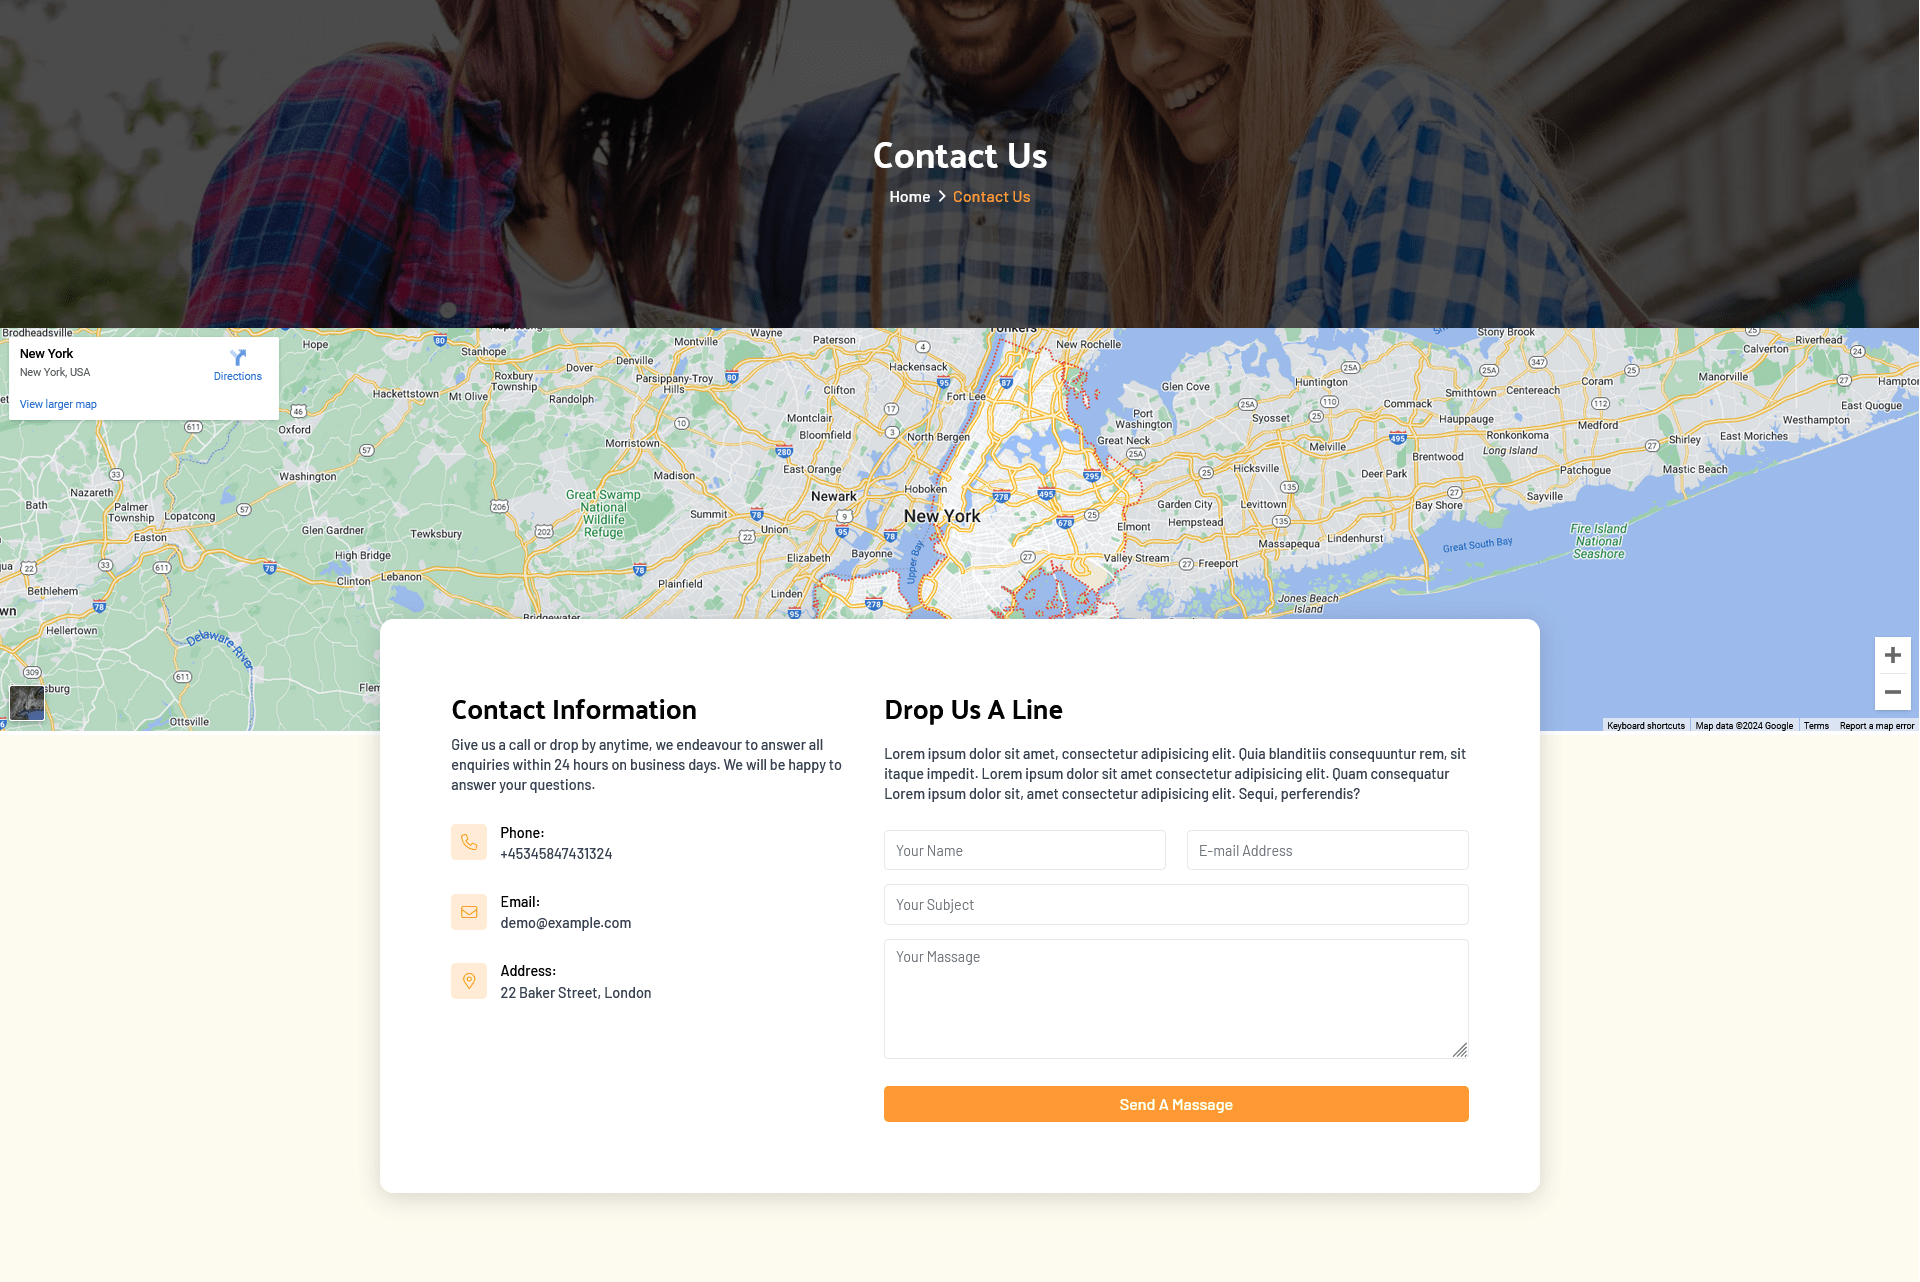 Contact Us
Home
Contact Us
New York
New York, USA
Directions
View larger map
Brodheadsville
Hope
Stanhope
Dover
Denville
Montville
Wayne
Paterson
Hackensack
Yonkers
New Rochelle
Glen Cove
Huntington
Stony Brook
Calverton
Riverhead
Hackettstown
Mt Olive
Roxbury
Township
Randolph
Parsippany-Troy
Hills
Clifton
Fort Lee
Port
Washington
Great Neck
Syosset
Commack
Smithtown
Hauppauge
Centereach
Coram
Manorville
East Quogue
Westhampton
Oxford
Washington
Morristown
Madison
Montclair
Bloomfield
East Orange
North Bergen
Hicksville
Melville
Deer Park
Brentwood
Ronkonkoma
Long Island
Medford
Patchogue
Shirley
East Moriches
Mastic Beach
Nazareth
Bath
Palmer
Township
Lopatcong
Easton
Glen Gardner
High Bridge
Tewksbury
Great Swamp
National
Wildlife
Refuge
Summit
Union
Newark
Hoboken
New York
Elizabeth
Bayonne
Upper Bay
Elmont
Valley Stream
Garden City
Hempstead
Levittown
Massapequa
Lindenhurst
Bay Shore
Sayville
Great South Bay
Fire Island
National
Seashore
Freeport
Jones Beach
Island
Bethlehem
Hellertown
Clinton
Lebanon
Plainfield
Linden
Bridgewater
Delaware River
Ottsville
Keyboard shortcuts
Map data ©2024 Google
Terms
Report a map error
Contact Information
Give us a call or drop by anytime, we endeavour to answer all
enquiries within 24 hours on business days. We will be happy to
answer your questions.
Phone:
+45345847431324
Email:
demo@example.com
Address:
22 Baker Street, London
Drop Us A Line
Lorem ipsum dolor sit amet, consectetur adipisicing elit. Quia blanditiis consequuntur rem, sit
itaque impedit. Lorem ipsum dolor sit amet consectetur adipisicing elit. Quam consequatur
Lorem ipsum dolor sit, amet consectetur adipisicing elit. Sequi, perferendis?
Your Name
E-mail Address
Your Subject
Your Massage
Send A Massage